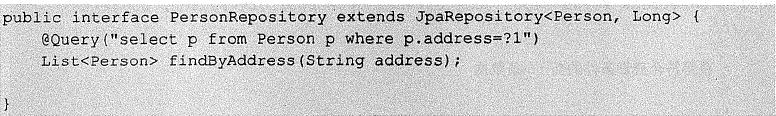 public interface PersonRepository extends JpaRepository<Person, Long> {
    @Query("select p from Person p where p.address=?1")
    List<Person> findByAddress(String address);
}